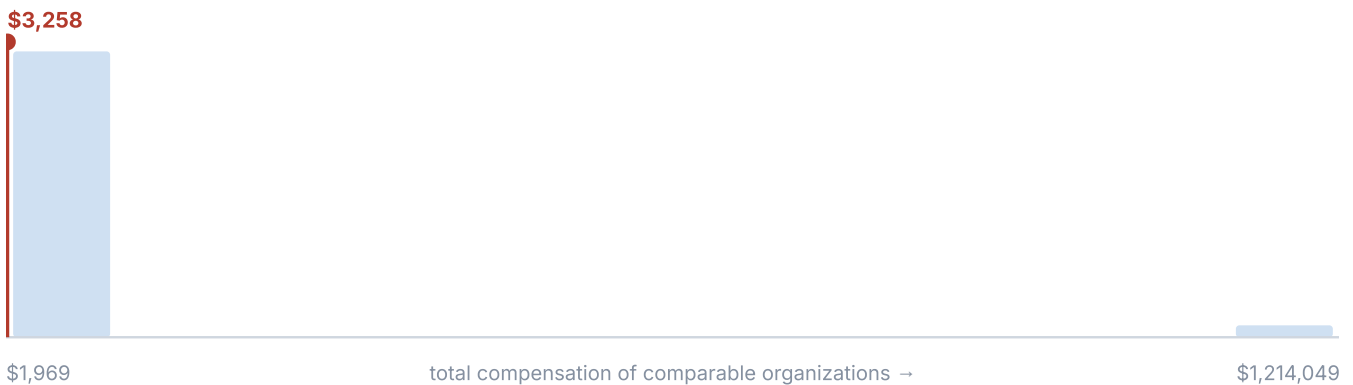 $3,258
$1,969 total compensation of comparable organizations → $1,214,049